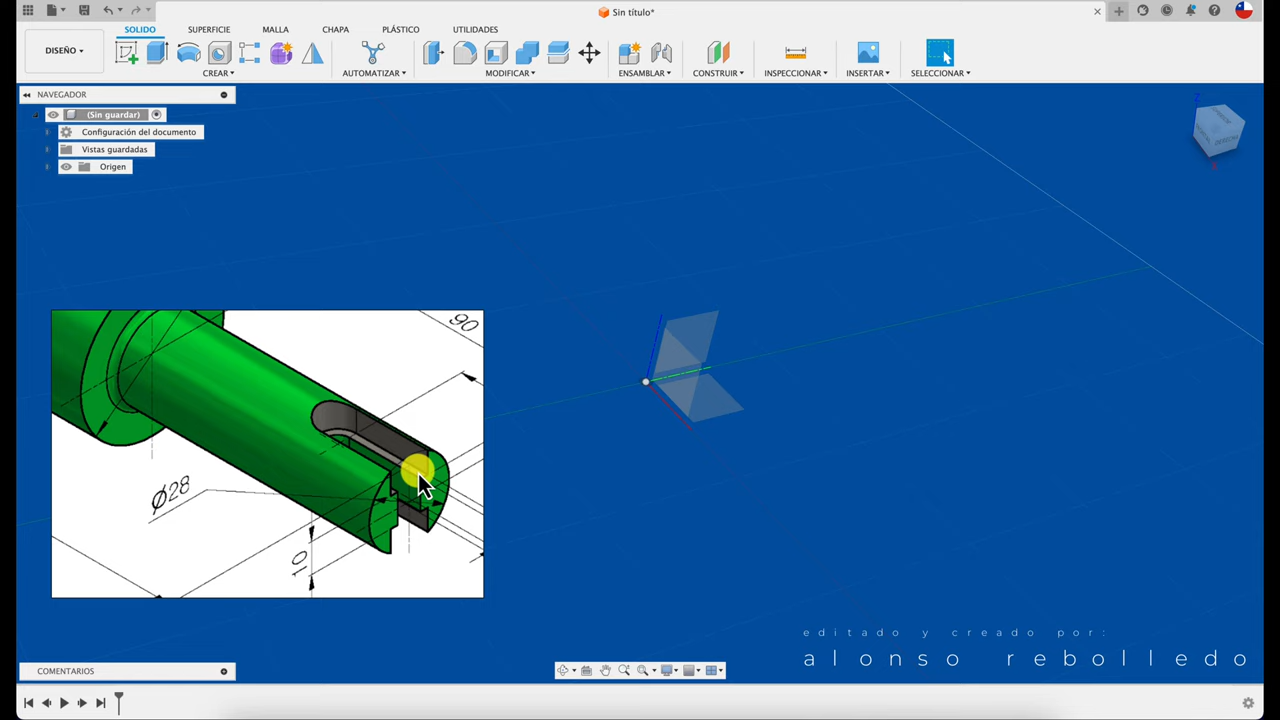 Sin título*
SOLIDO SUPERFICIE MALLA CHAPA PLÁSTICO UTILIDADES
DISEÑO
CREAR AUTOMATIZAR MODIFICAR ENSAMBLAR CONSTRUIR INSPECCIONAR INSERTAR SELECCIONAR
NAVEGADOR
(Sin guardar)
Configuración del documento
Vistas guardadas
Origen
Z
X
90
Ø28
10
editado y creado por:
alonso rebolledo
COMENTARIOS